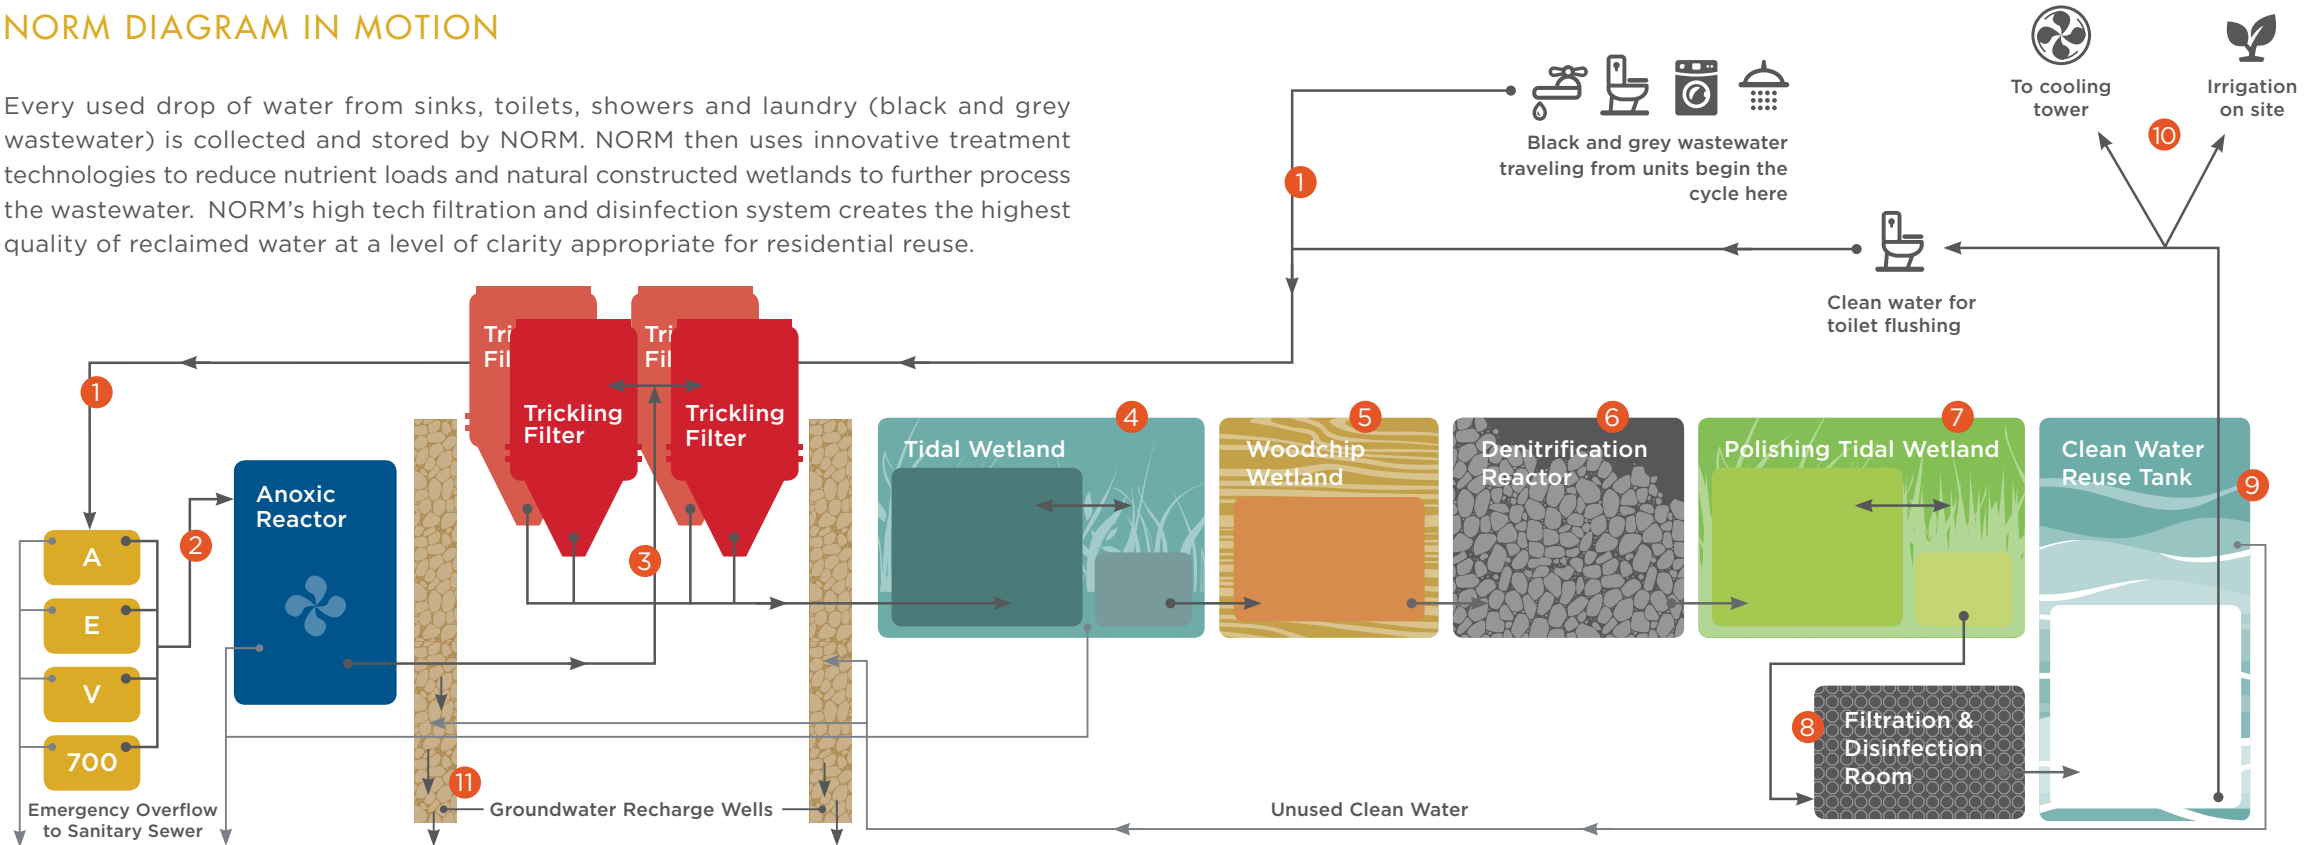 NORM DIAGRAM IN MOTION
Every used drop of water from sinks, toilets, showers and laundry (black and grey
wastewater) is collected and stored by NORM. NORM then uses innovative treatment
technologies to reduce nutrient loads and natural constructed wetlands to further process
the wastewater. NORM's high tech filtration and disinfection system creates the highest
quality of reclaimed water at a level of clarity appropriate for residential reuse.
To cooling
tower
Irrigation
on site
10
Black and grey wastewater
traveling from units begin the
cycle here
1
Clean water for
toilet flushing
1
Tri
Fil
Tri
Fil
Trickling
Filter
Trickling
Filter
3
A
E
V
700
2
Anoxic
Reactor
Emergency Overflow
to Sanitary Sewer
11
Groundwater Recharge Wells
4
Tidal Wetland
5
Woodchip
Wetland
6
Denitrification
Reactor
7
Polishing Tidal Wetland
8
Filtration &
Disinfection
Room
9
Clean Water
Reuse Tank
Unused Clean Water